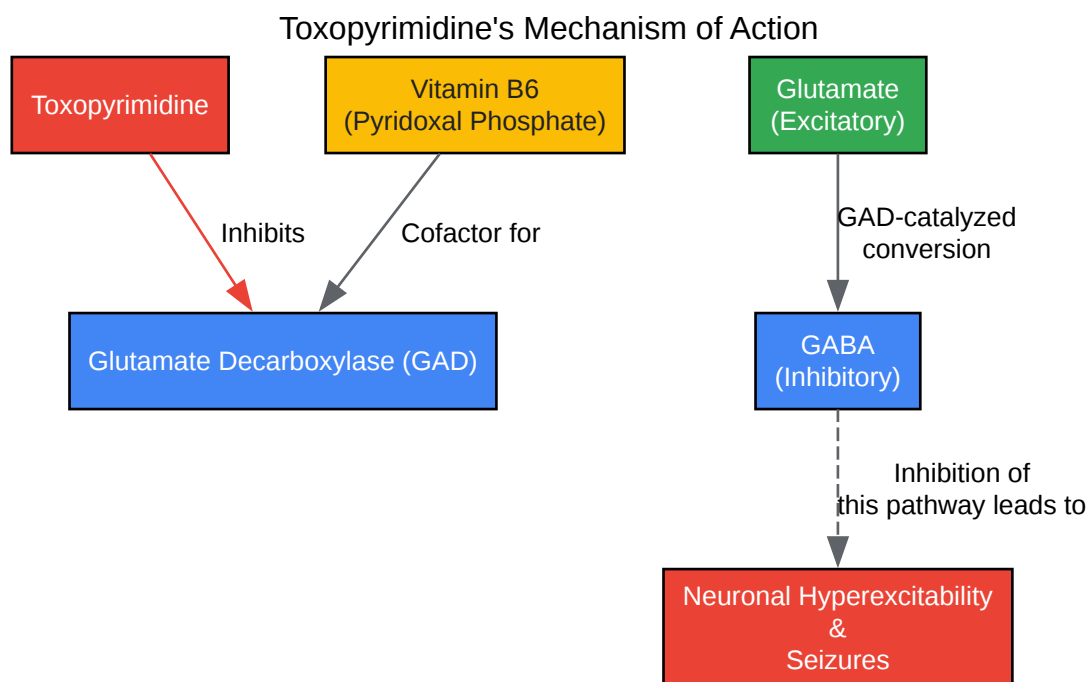 Toxopyrimidine's Mechanism of Action
Toxopyrimidine
Vitamin B6
(Pyridoxal Phosphate)
Glutamate
(Excitatory)
Inhibits
Cofactor for
GAD-catalyzed
conversion
Glutamate Decarboxylase (GAD)
GABA
(Inhibitory)
Inhibition of
this pathway leads to
Neuronal Hyperexcitability
&
Seizures